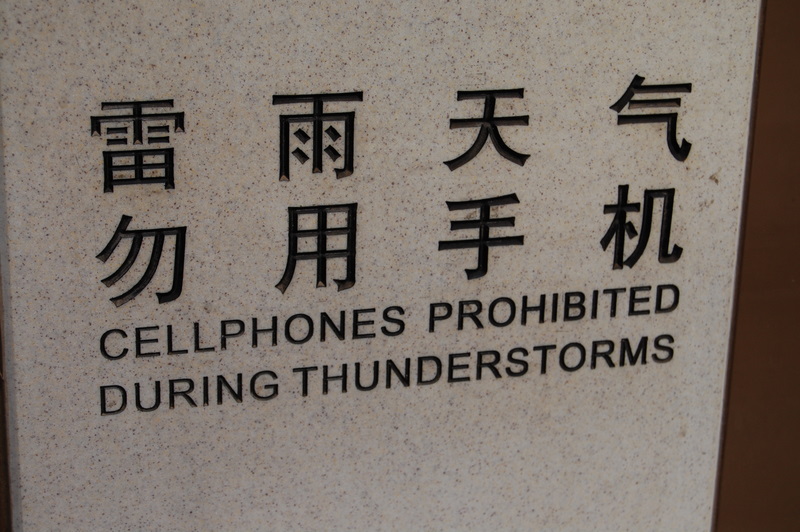 雷雨天气
勿用手机
CELLPHONES PROHIBITED
DURING THUNDERSTORMS